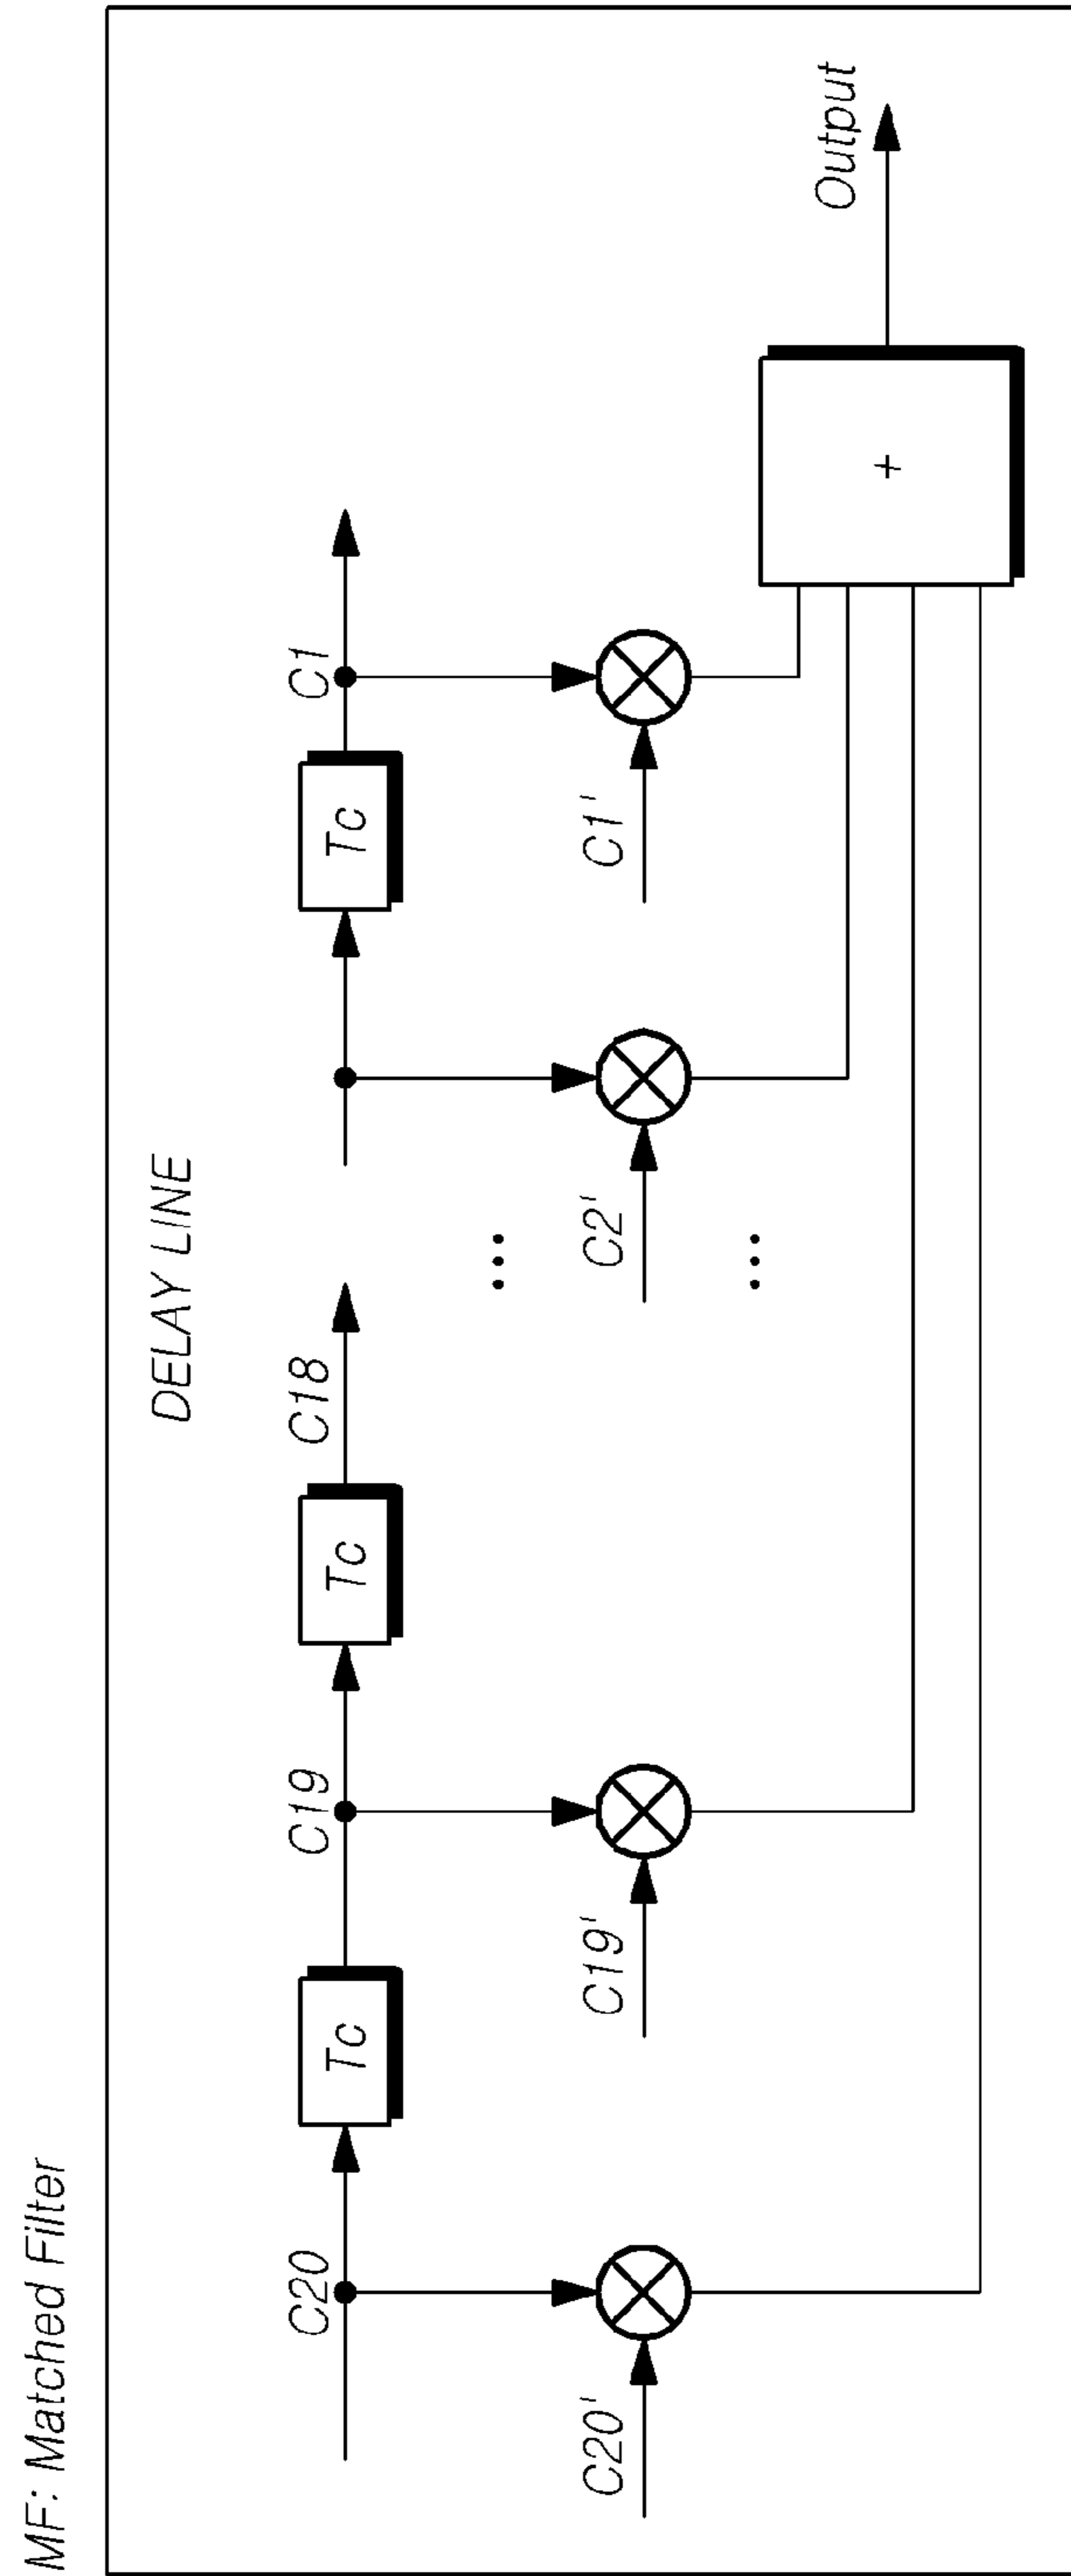 MF: Matched Filter
DELAY LINE
C20
Tc
C19
Tc
C18
Tc
C1
C20'
C19'
...
C2'
C1'
...
+
Output